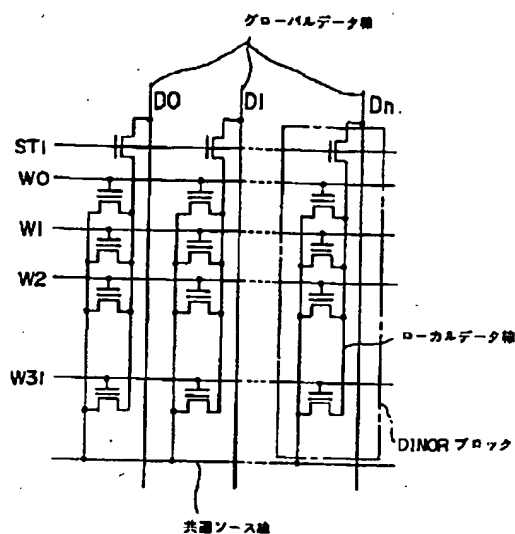 グローバルデータ線
D0 D1 Dn
ST1
W0
W1
W2
ローカルデータ線
W31
DINOR ブロック
共通ソース線